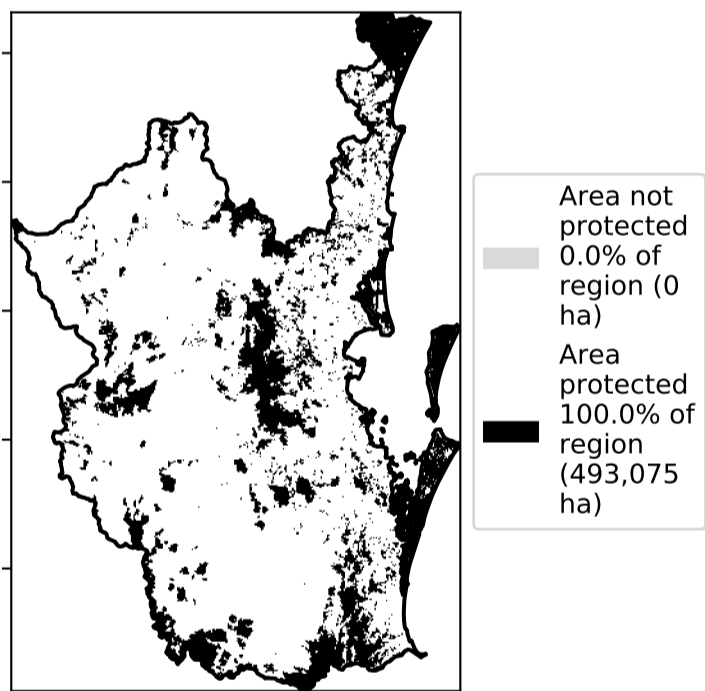 Area not
protected
0.0% of
region (0
ha)
Area
protected
100.0% of
region
(493,075
ha)